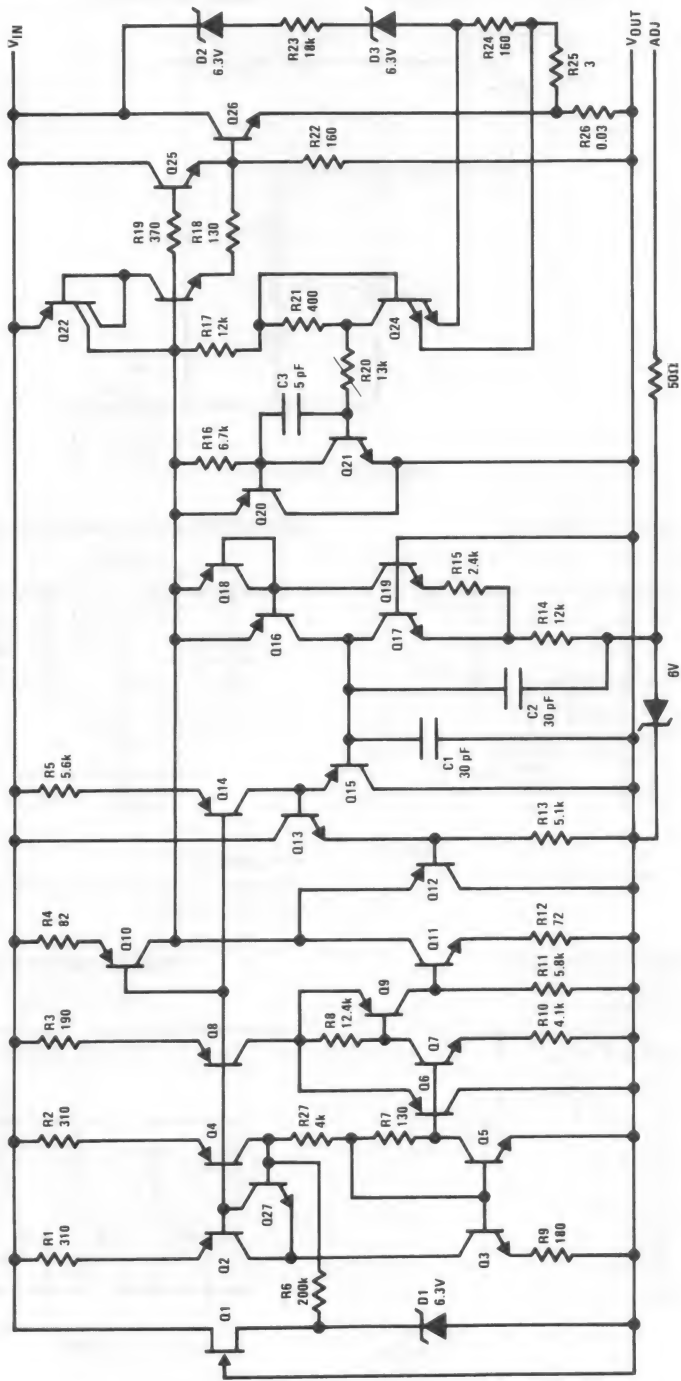 VIN
R1
310
R2
310
R3
190
R4
82
R5
5.6k
Q1
Q2
Q4
Q8
Q10
Q14
Q22
Q25
Q26
D2
6.3V
R23
18k
D3
6.3V
R19
370
R18
130
R22
160
R24
160
R25
3
R26
0.03
R6
200k
Q27
R27
4k
R7
130
Q3
Q5
Q6
Q7
R8
12.4k
Q9
Q11
Q12
Q13
Q15
Q16
Q18
Q17
Q19
Q20
R16
6.7k
C3
5 pF
Q21
R17
12k
R21
400
R20
13k
Q24
D1
6.3V
R9
180
R10
4.1k
R11
5.8k
R12
72
R13
5.1k
C1
30 pF
C2
30 pF
R14
12k
R15
2.4k
6V
50Ω
VOUT
ADJ